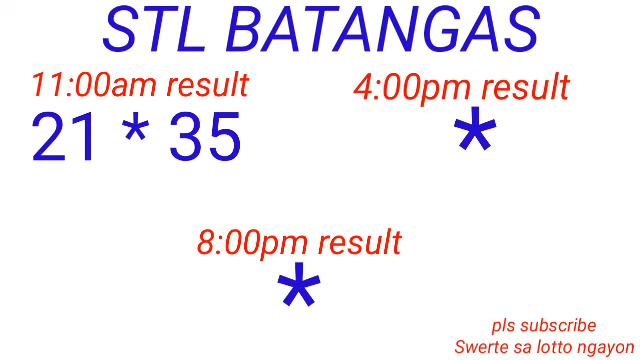 STL BATANGAS
11:00am result
21 * 35
4:00pm result
*
8:00pm result
*
pls subscribe
Swerte sa lotto ngayon